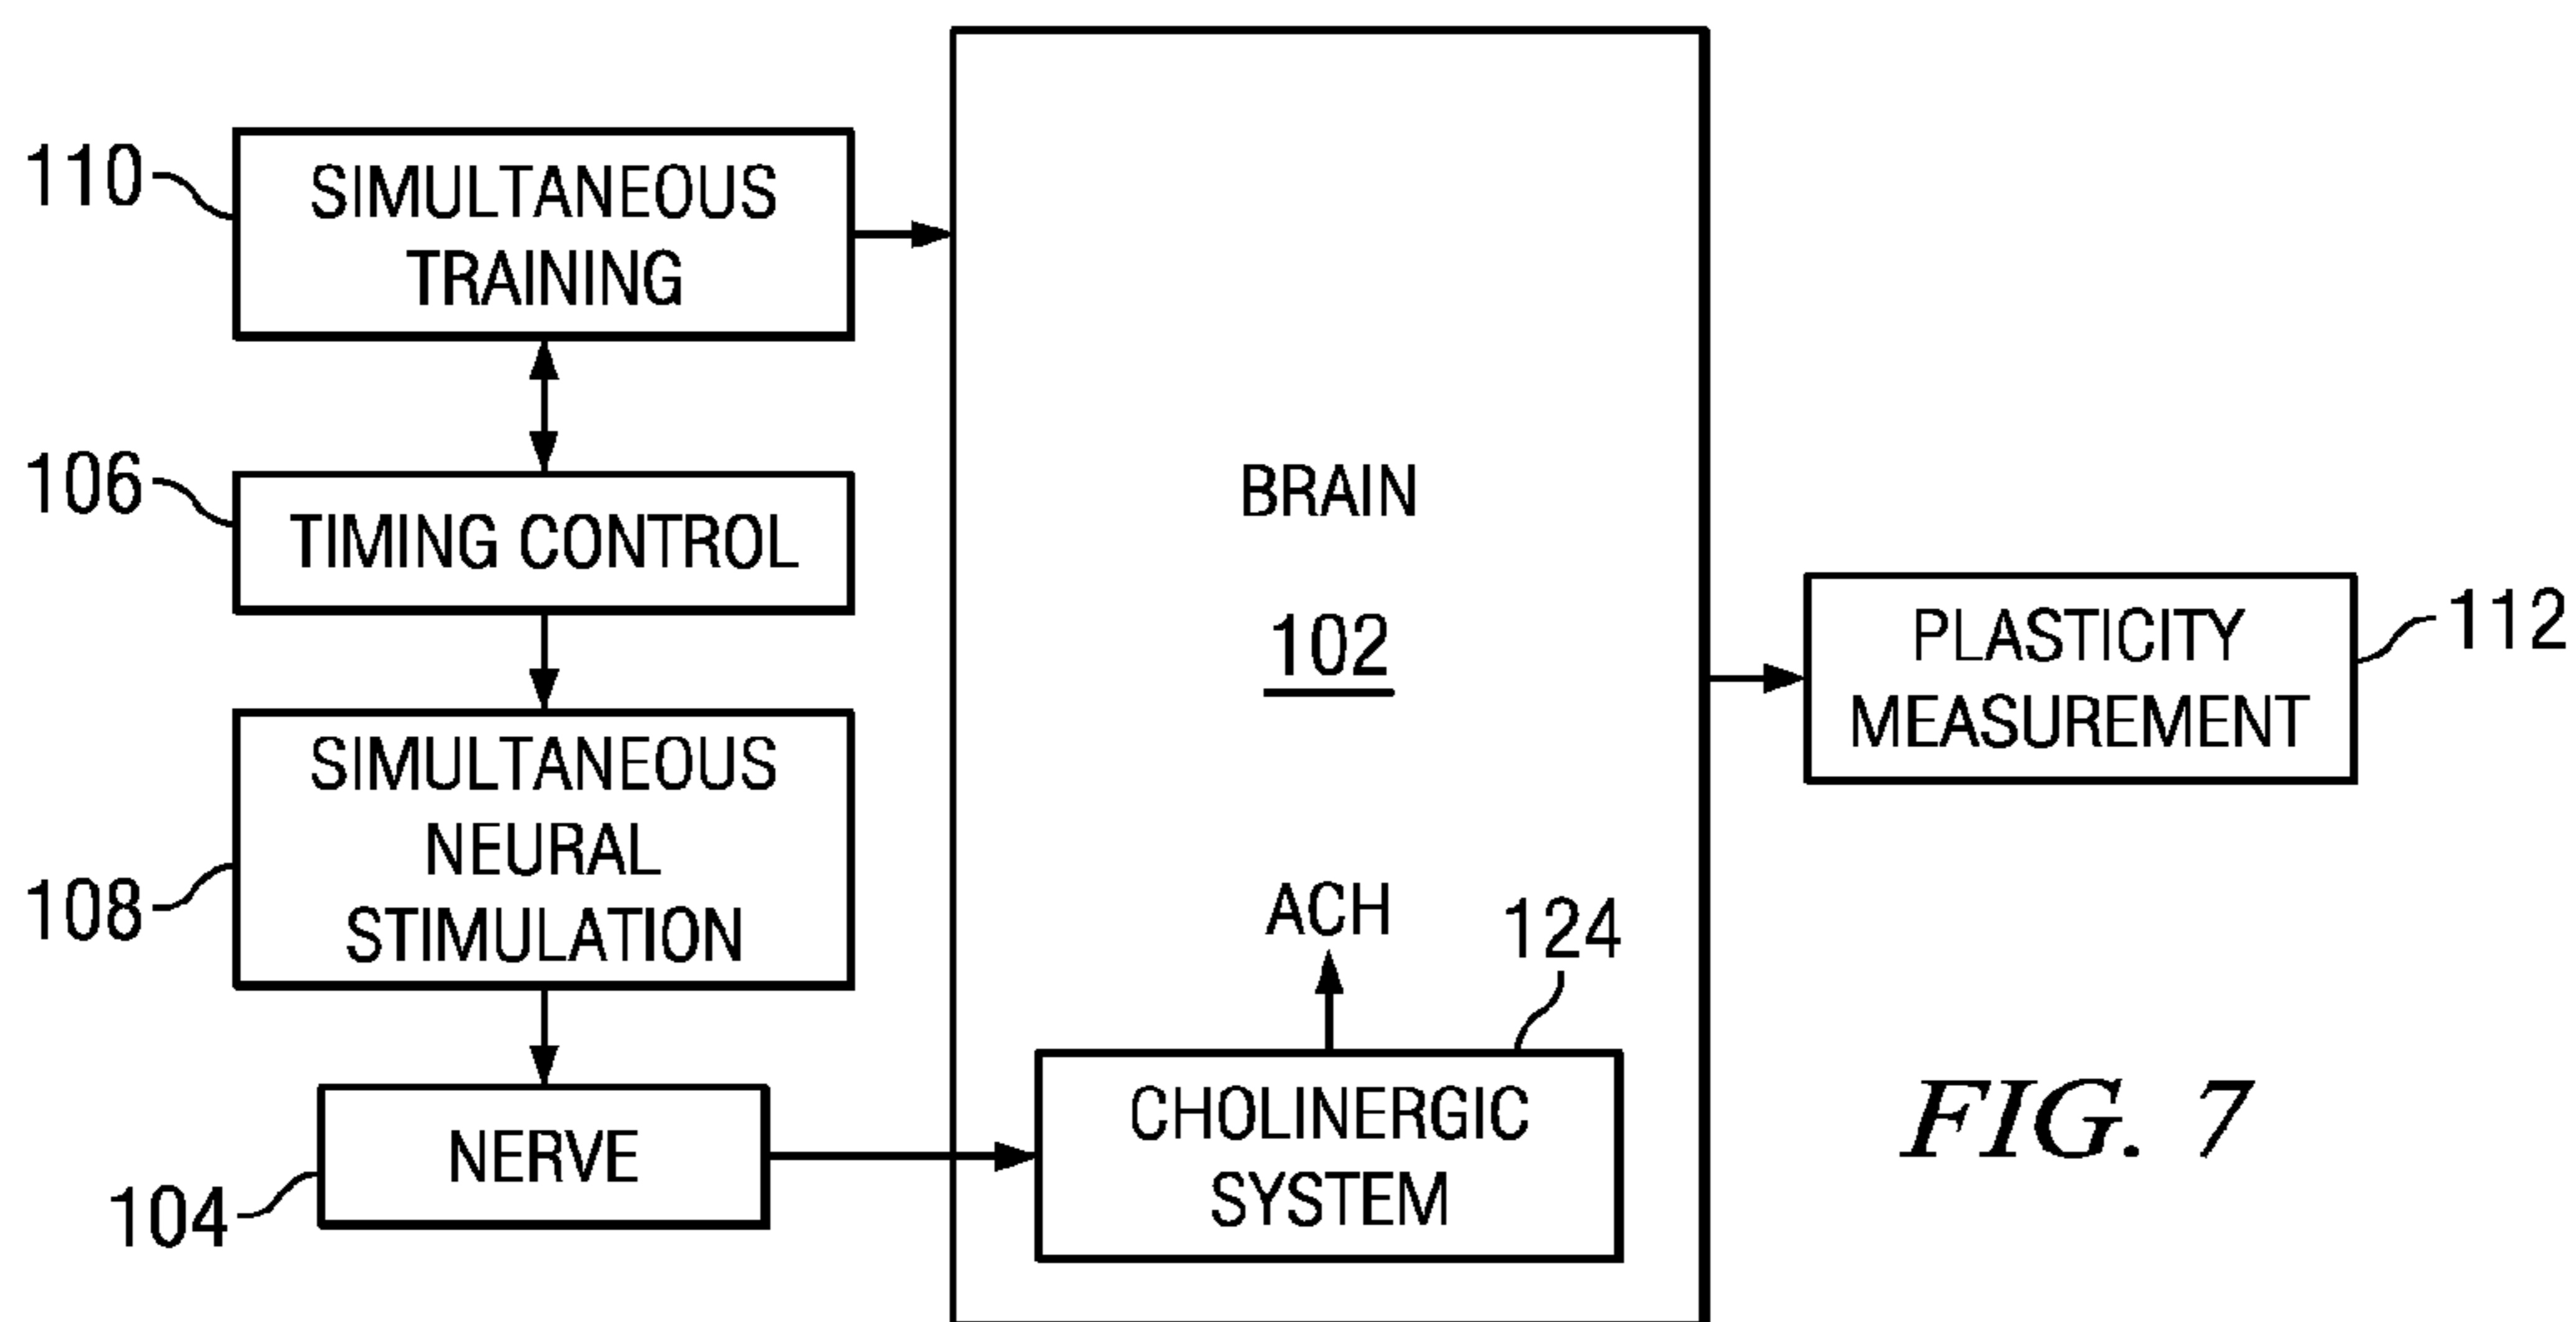 110
SIMULTANEOUS
TRAINING
106
TIMING CONTROL
108
SIMULTANEOUS
NEURAL
STIMULATION
104
NERVE
BRAIN
102
ACH
124
CHOLINERGIC
SYSTEM
PLASTICITY
MEASUREMENT
112
FIG. 7